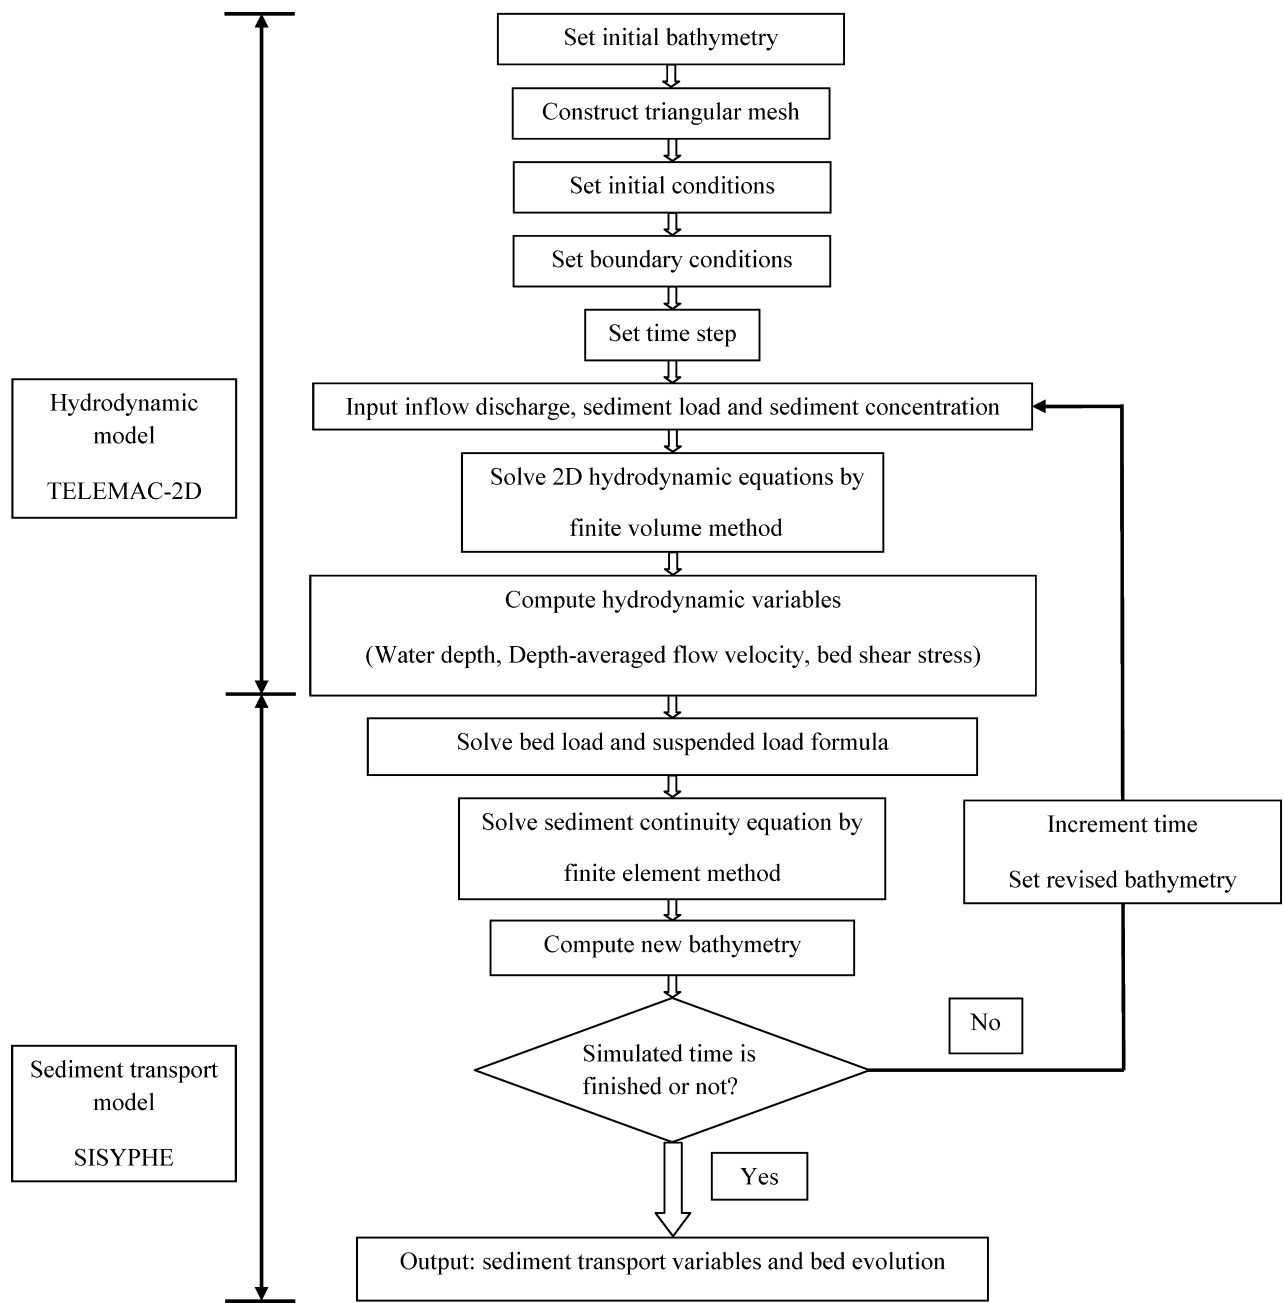 Set initial bathymetry
Construct triangular mesh
Set initial conditions
Set boundary conditions
Set time step
Input inflow discharge, sediment load and sediment concentration
Hydrodynamic
model
TELEMAC-2D
Solve 2D hydrodynamic equations by
finite volume method
Compute hydrodynamic variables
(Water depth, Depth-averaged flow velocity, bed shear stress)
Solve bed load and suspended load formula
Solve sediment continuity equation by
finite element method
Increment time
Set revised bathymetry
Compute new bathymetry
No
Simulated time is
finished or not?
Sediment transport
model
SISYPHE
Yes
Output: sediment transport variables and bed evolution